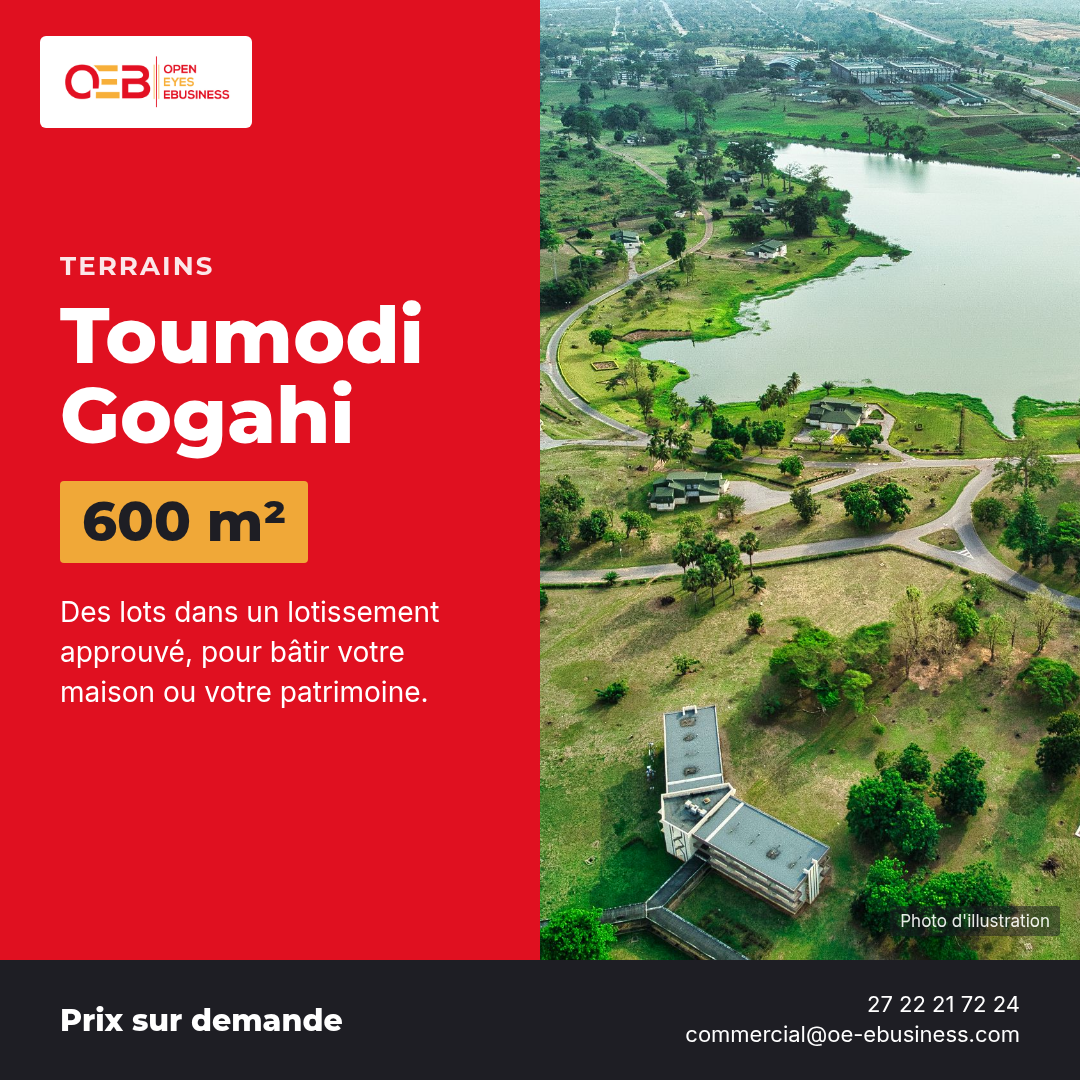 OEB
OPEN
EYES
EBUSINESS
TERRAINS
Toumodi
Gogahi
600 m²
Des lots dans un lotissement
approuvé, pour bâtir votre
maison ou votre patrimoine.
Photo d'illustration
Prix sur demande
27 22 21 72 24
commercial@oe-ebusiness.com